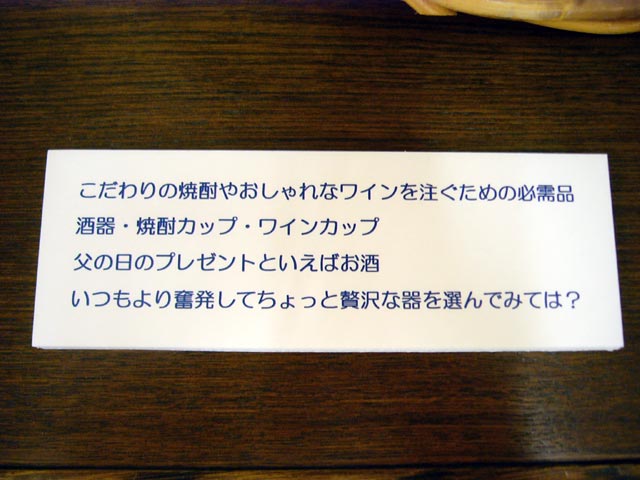 こだわりの焼酎やおしゃれなワインを注ぐための必需品
酒器・焼酎カップ・ワインカップ
父の日のプレゼントといえばお酒
いつもより奮発してちょっと贅沢な器を選んでみては？